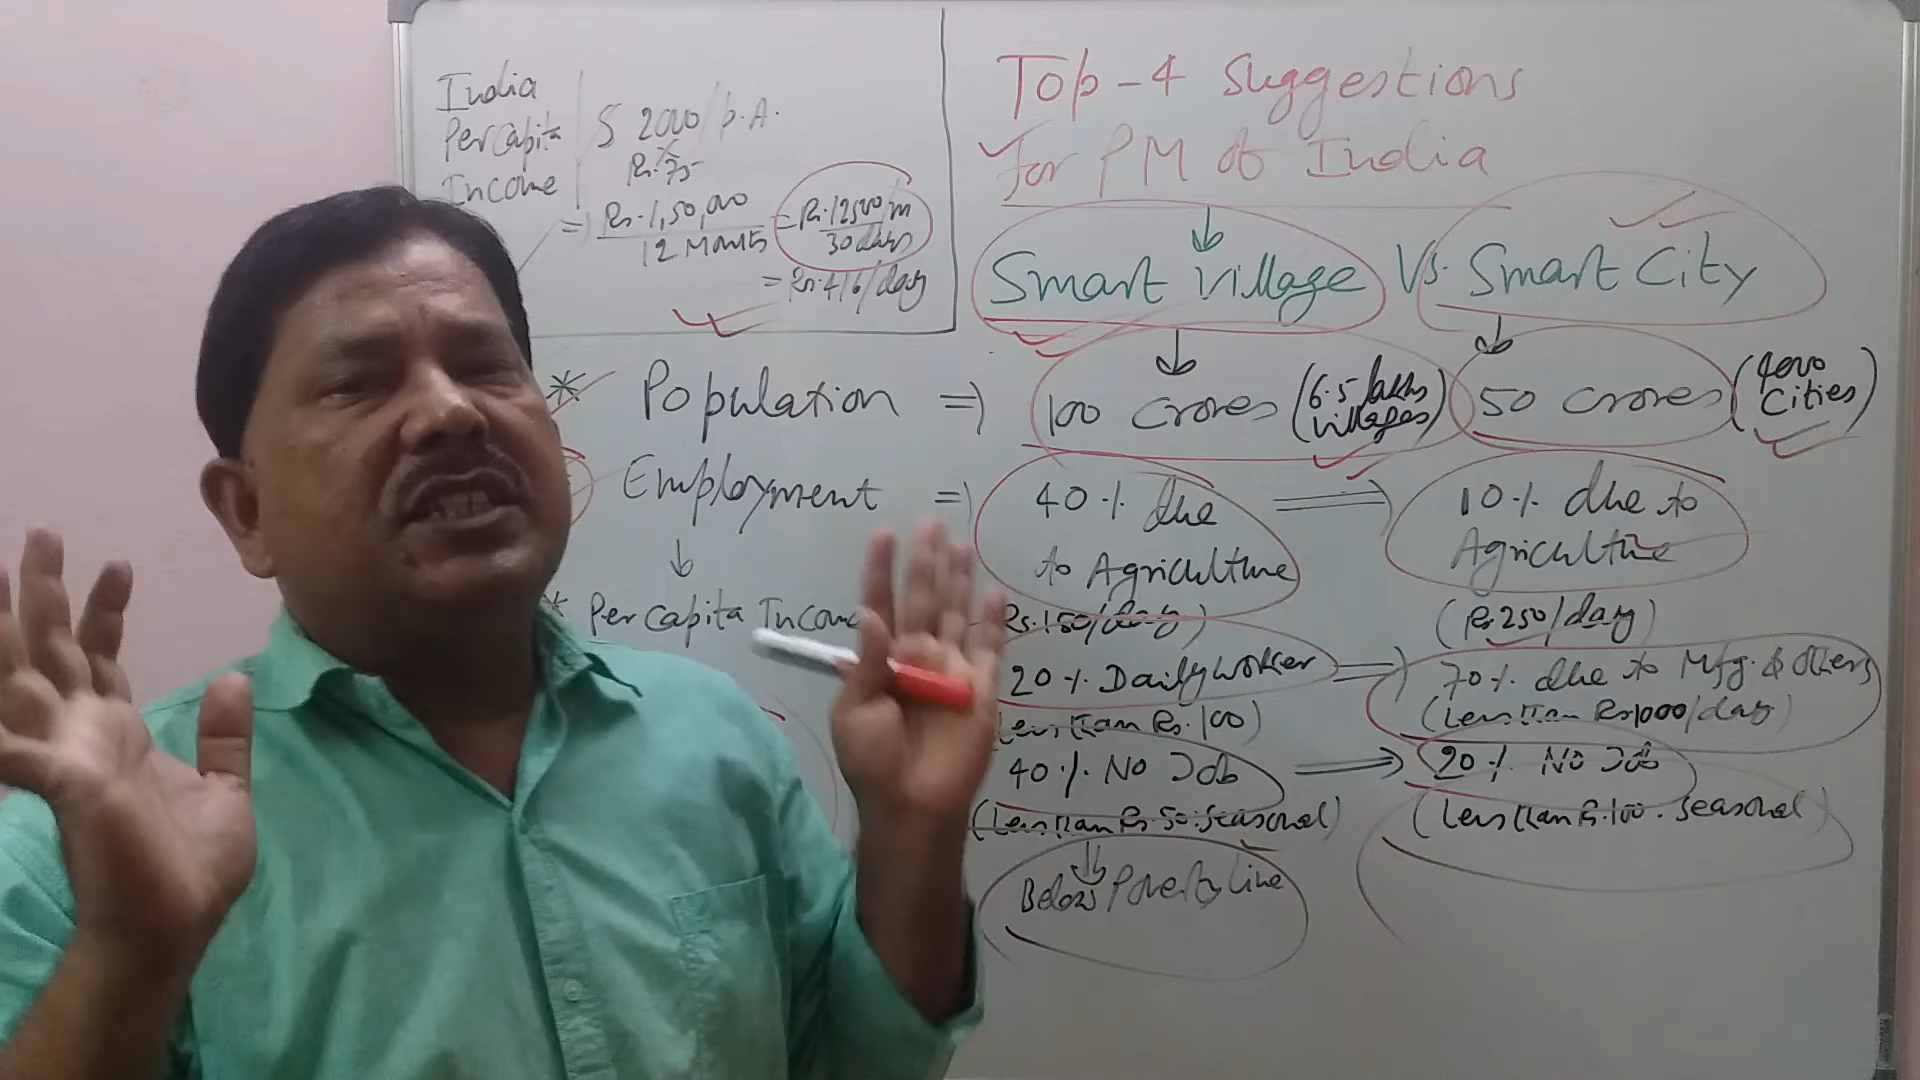 India
Per Capita
Income
$ 2000/p.A.
x
Rs.75
=) Rs.1,50,000
12 Months
= Rs.12500/m
30 days
= Rs.416/day
Top-4 Suggestions
for PM of India
Smart Village Vs. Smart City
* Population =) 100 crores (6.5 lakhs villages) 50 crores (4000 Cities)
Employment =) 40% due to Agriculture => 10% due to Agriculture
* Per Capita Income
Rs.150/day) (Rs.250/day)
20% Daily worker => 70% due to Mfg. & others
(Less than Rs.100) (Less than Rs1000/day)
40% No Job => 20% No Job
(Less than Rs.50.Seasonal) (Less than Rs.100.Seasonal)
Below Poverty Line